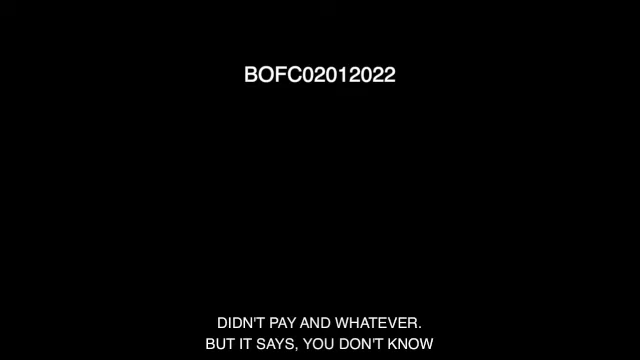 BOFC02012022
DIDN'T PAY AND WHATEVER.
BUT IT SAYS, YOU DON'T KNOW